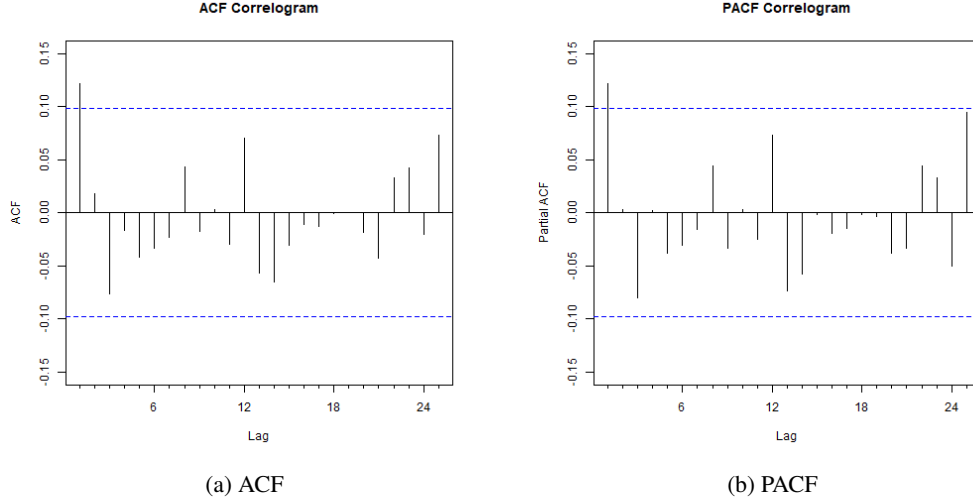 ACF Correlogram
0.15
0.10
0.05
0.00
-0.05
-0.10
-0.15
ACF
6
12
18
24
Lag
(a) ACF
PACF Correlogram
0.15
0.10
0.05
0.00
-0.05
-0.10
-0.15
Partial ACF
6
12
18
24
Lag
(b) PACF